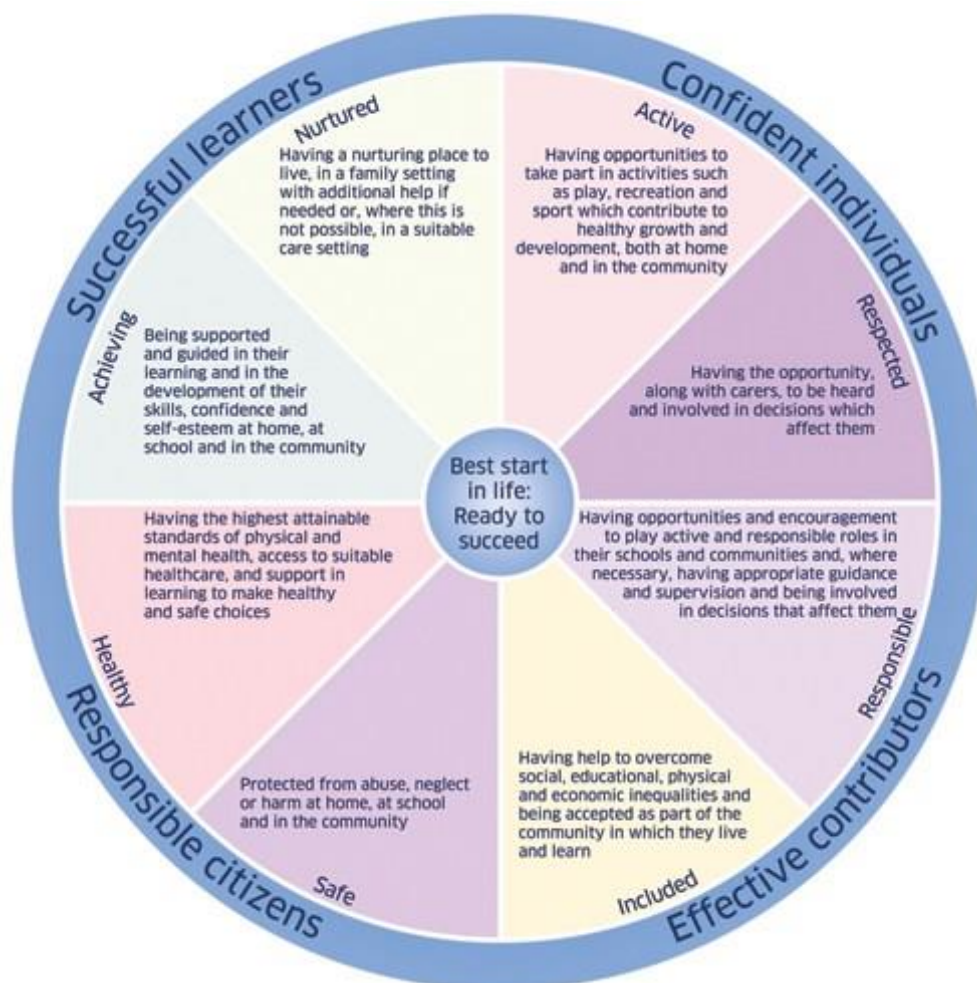 Successful learners
Confident individuals
Nurtured
Having a nurturing place to
live, in a family setting
with additional help if
needed or, where this is
not possible, in a suitable
care setting
Active
Having opportunities to
take part in activities such
as play, recreation and
sport which contribute to
healthy growth and
development, both at home
and in the community
Achieving
Being supported
and guided in their
learning and in the
development of their
skills, confidence and
self-esteem at home, at
school and in the community
Respected
Having the opportunity,
along with carers, to be heard
and involved in decisions which
affect them
Best start
in life:
Ready to
succeed
Having the highest attainable
standards of physical and
mental health, access to suitable
healthcare, and support in
learning to make healthy
and safe choices
Healthy
Having opportunities and encouragement
to play active and responsible roles in
their schools and communities and, where
necessary, having appropriate guidance
and supervision and being involved
in decisions that affect them
Responsible
Protected from abuse, neglect
or harm at home, at school
and in the community
Safe
Having help to overcome
social, educational, physical
and economic inequalities and
being accepted as part of the
community in which they live
and learn
Included
Responsible citizens
Effective contributors